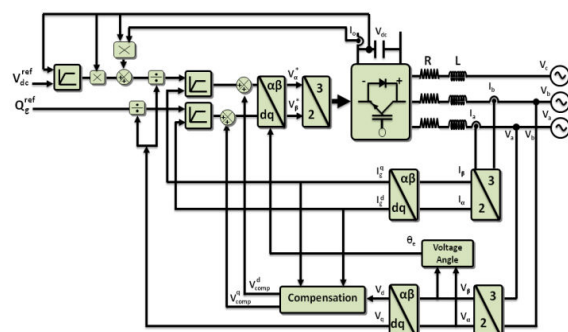 I₀
V_dc
R
L
V_c
V_dc^ref
V_α^*
αβ
3
I_b
V_b
Q_g^ref
V_β^*
dq
2
I_a
V_a
V_a
V_b
I_g^q
αβ
I_β
3
I_g^d
dq
I_α
2
θ_e
Voltage
Angle
V_comp^q
V_comp^d
Compensation
V_d
αβ
V_β
3
V_q
dq
V_α
2